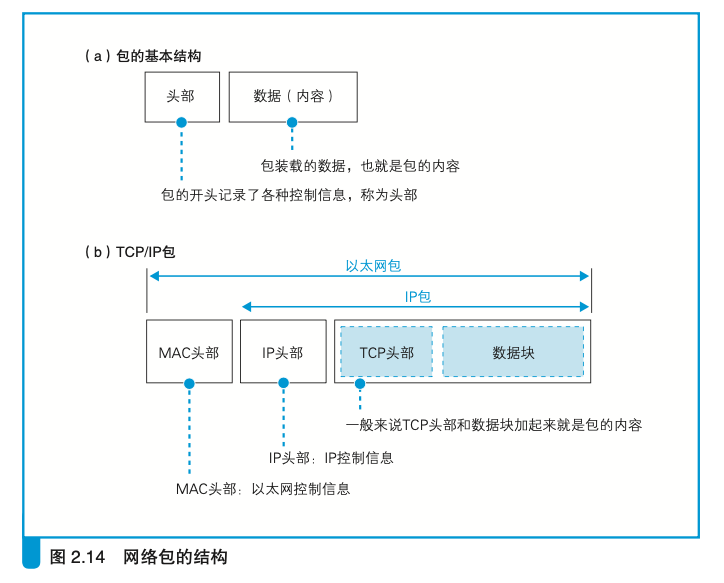 (a)包的基本结构
头部
数据(内容)
包装载的数据，也就是包的内容
包的开头记录了各种控制信息，称为头部
(b)TCP/IP包
以太网包
IP包
MAC头部
IP头部
TCP头部
数据块
一般来说TCP头部和数据块加起来就是包的内容
IP头部：IP控制信息
MAC头部：以太网控制信息
图 2.14 网络包的结构